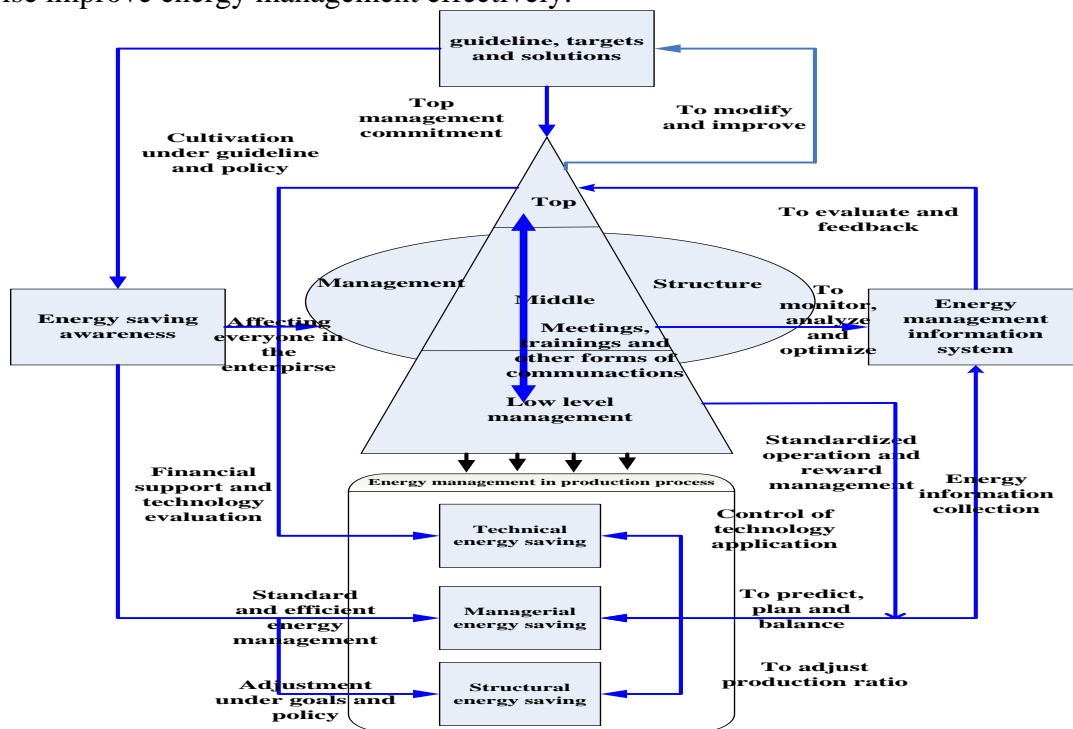 ise improve energy management effectively.
guideline, targets
and solutions
Top
management
commitment
To modify
and improve
Cultivation
under guideline
and policy
Top
To evaluate and
feedback
Management
Structure
Middle
To
monitor,
analyze
and
optimize
Energy saving
awareness
Affecting
everyone in
the
enterpirse
Meetings,
trainings and
other forms of
communactions
Energy
management
information
system
Low level
management
Standardized
operation and
reward
management
Financial
support and
technology
evaluation
Energy
information
collection
Energy management in production process
Technical
energy saving
Control of
technology
application
Standard
and efficient
energy
management
Managerial
energy saving
To predict,
plan and
balance
Adjustment
under goals and
policy
Structural
energy saving
To adjust
production ratio